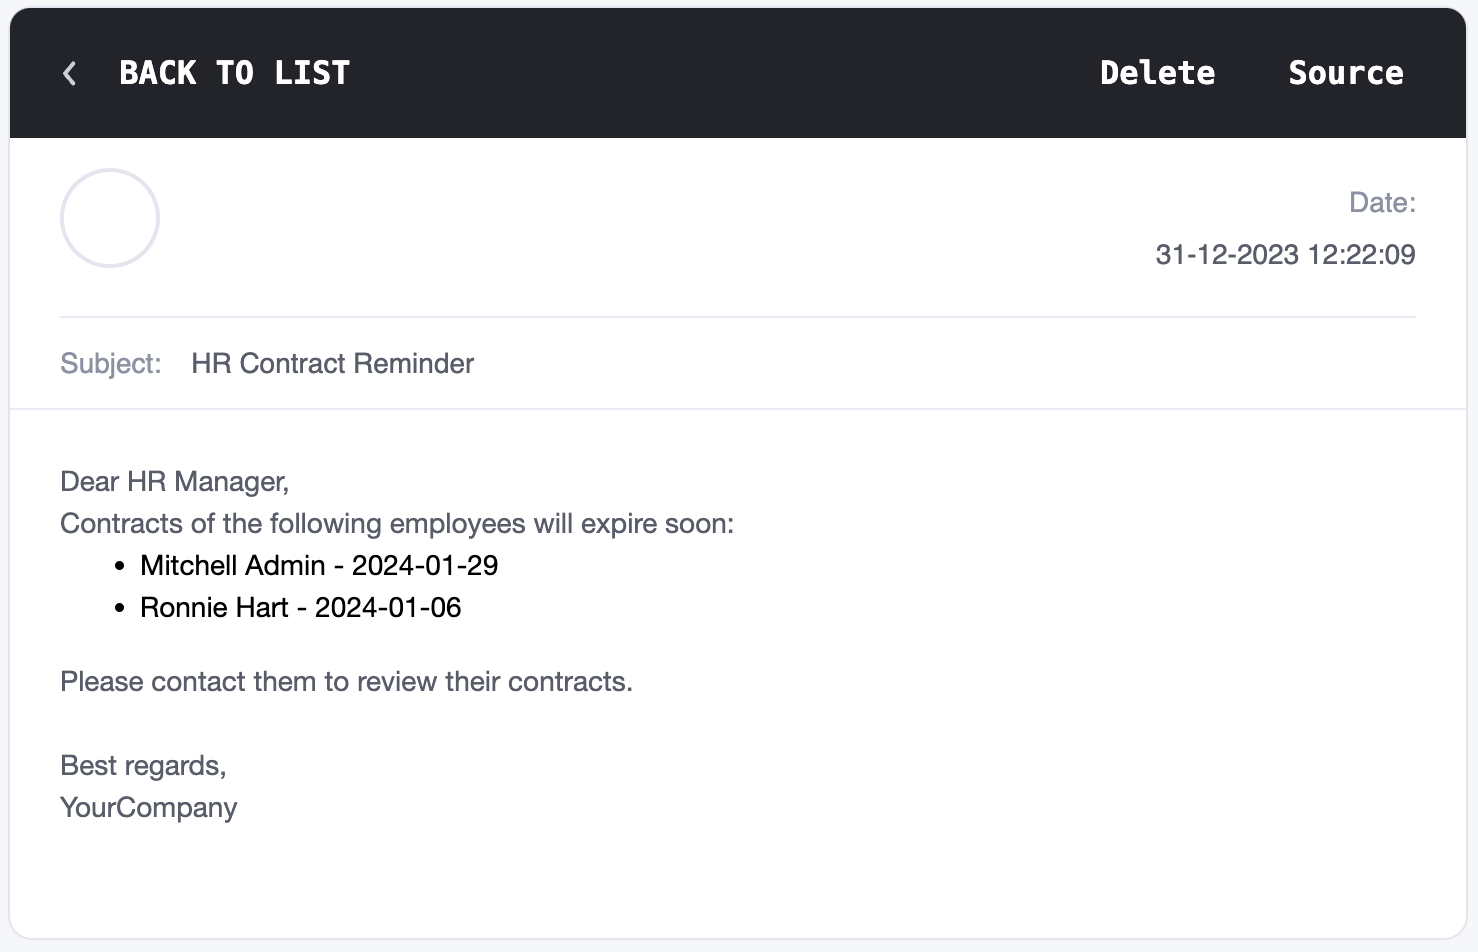 BACK TO LIST
Delete
Source
Date:
31-12-2023 12:22:09
Subject: HR Contract Reminder
Dear HR Manager,
Contracts of the following employees will expire soon:
• Mitchell Admin - 2024-01-29
• Ronnie Hart - 2024-01-06
Please contact them to review their contracts.
Best regards,
YourCompany